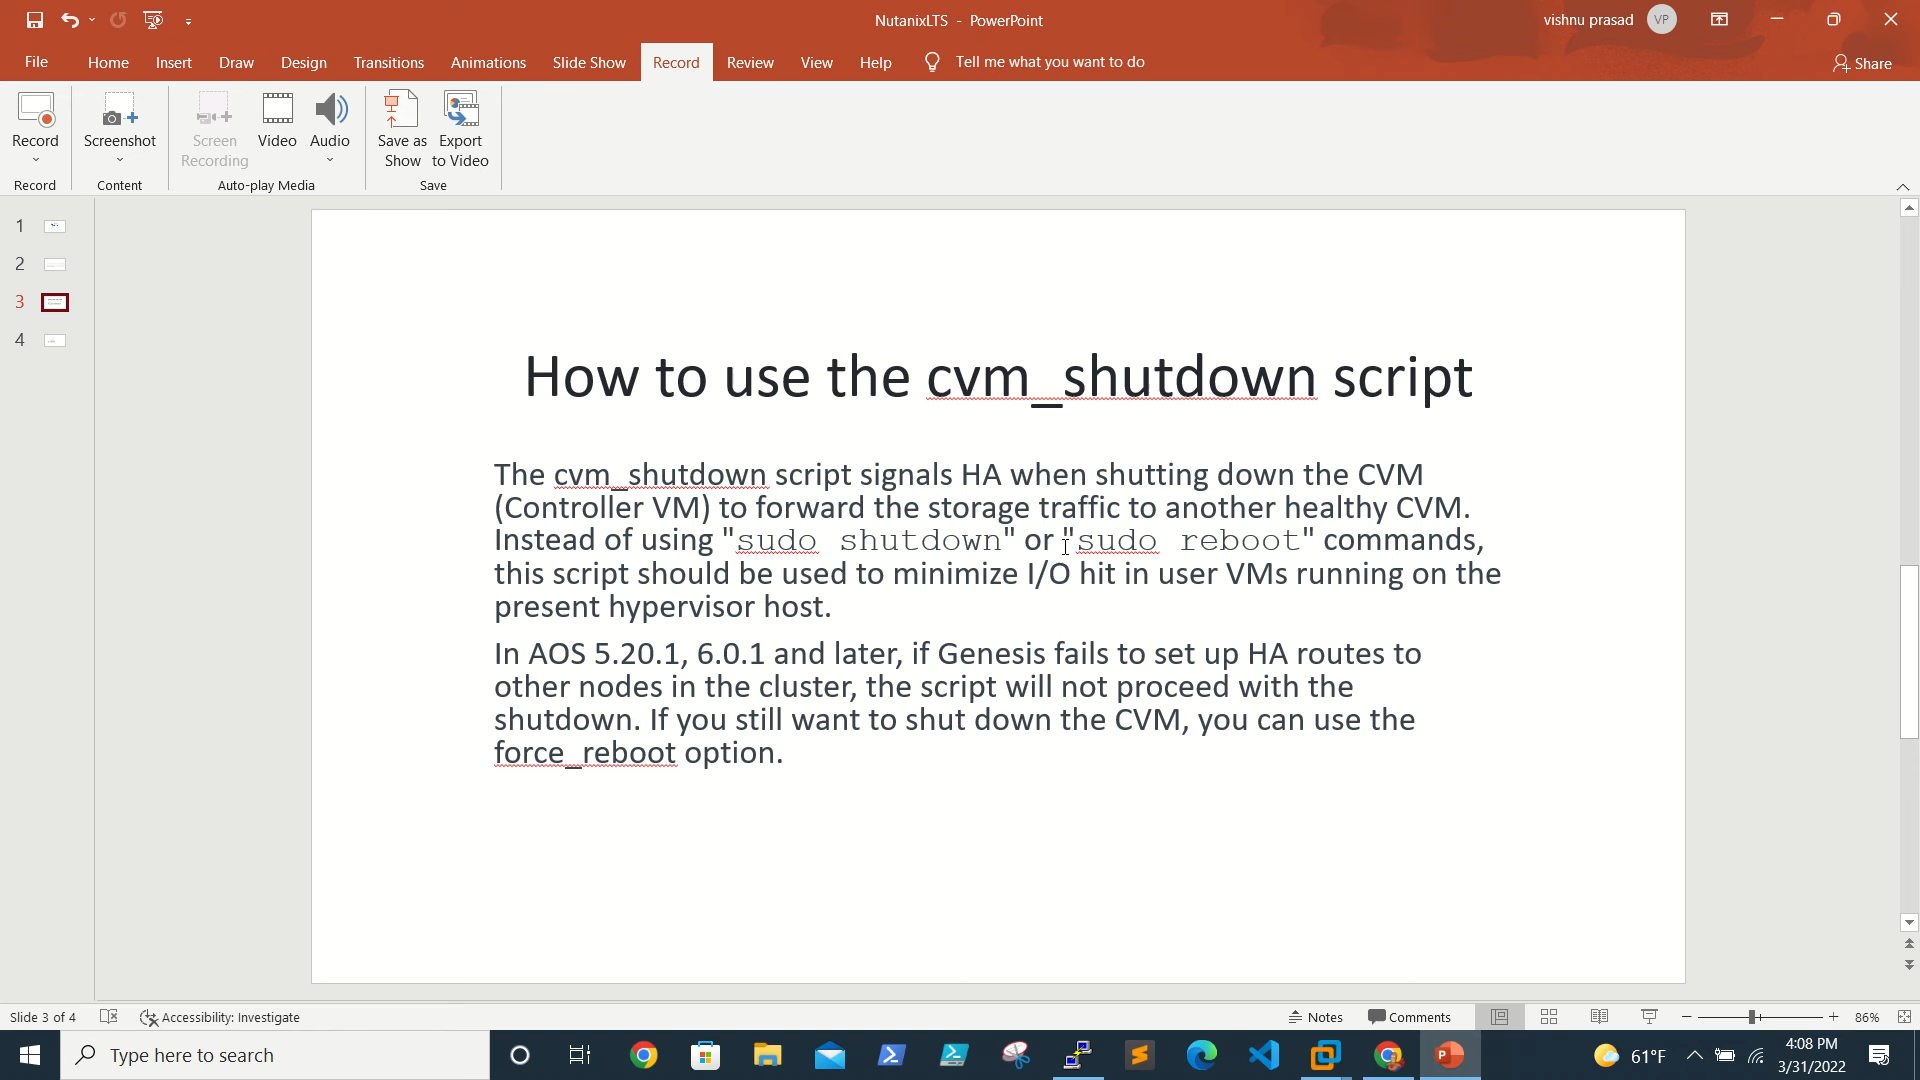 NutanixLTS - PowerPoint
vishnu prasad VP
File Home Insert Draw Design Transitions Animations Slide Show Record Review View Help Tell me what you want to do Share
Record Screenshot Screen Recording Video Audio Save as Show Export to Video
Record Content Auto-play Media Save
1
2
3
4
How to use the cvm_shutdown script
The cvm_shutdown script signals HA when shutting down the CVM
(Controller VM) to forward the storage traffic to another healthy CVM.
Instead of using "sudo shutdown" or "sudo reboot" commands,
this script should be used to minimize I/O hit in user VMs running on the
present hypervisor host.
In AOS 5.20.1, 6.0.1 and later, if Genesis fails to set up HA routes to
other nodes in the cluster, the script will not proceed with the
shutdown. If you still want to shut down the CVM, you can use the
force_reboot option.
Slide 3 of 4 Accessibility: Investigate Notes Comments 86%
Type here to search 61°F 4:08 PM
3/31/2022